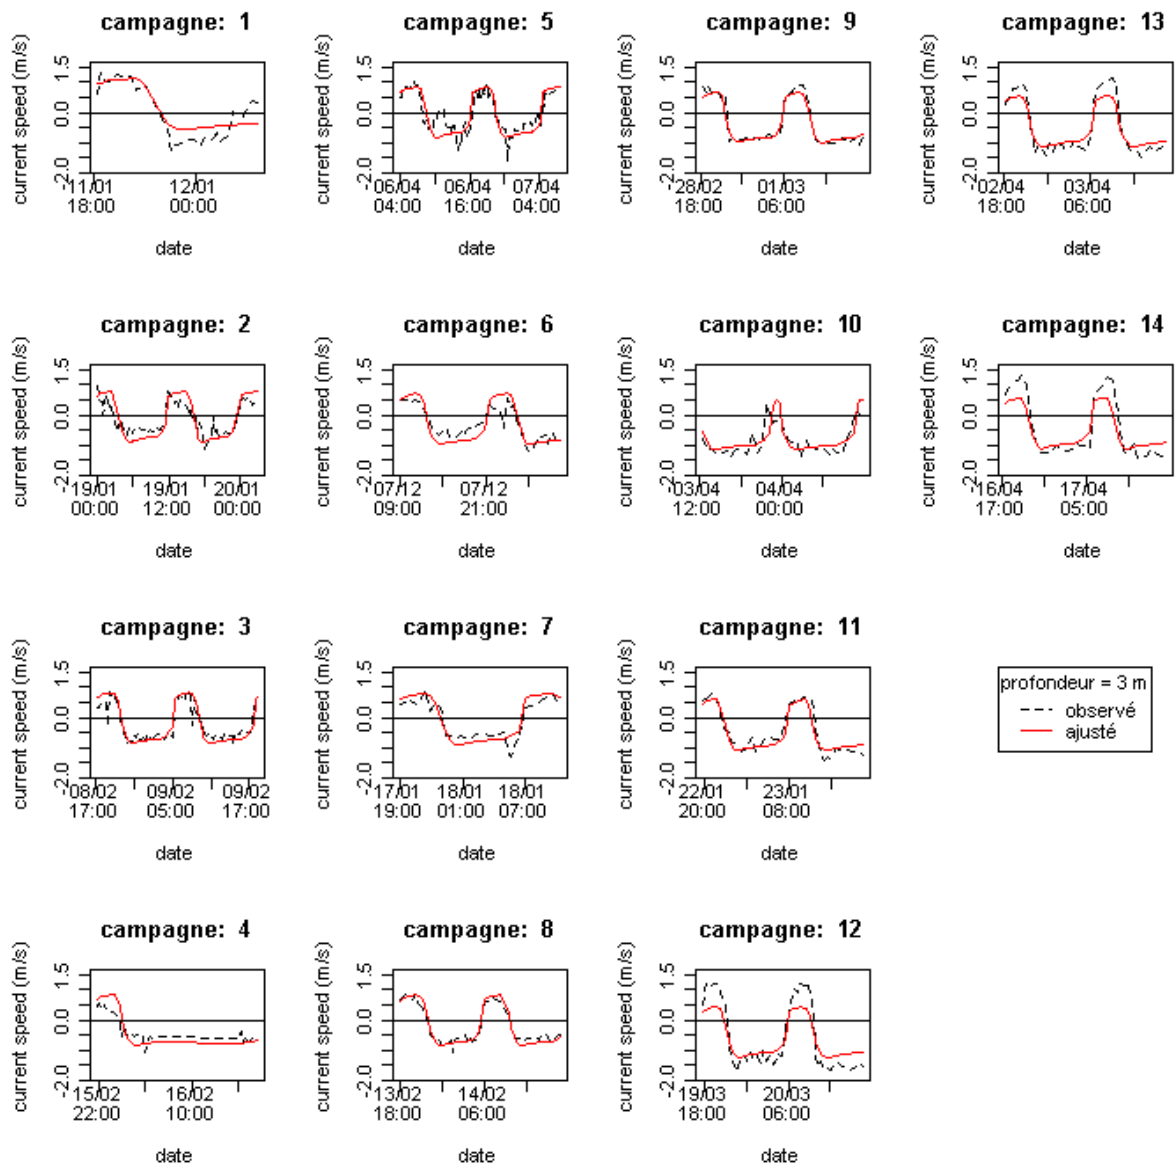 campagne: 1
current speed (m/s)
1.5
0.0
-2.0
11/01
18:00
12/01
00:00
date
campagne: 5
current speed (m/s)
1.5
0.0
-2.0
06/04
04:00
06/04
16:00
07/04
04:00
date
campagne: 9
current speed (m/s)
1.5
0.0
-2.0
28/02
18:00
01/03
06:00
date
campagne: 13
current speed (m/s)
1.5
0.0
-2.0
02/04
18:00
03/04
06:00
date
campagne: 2
current speed (m/s)
1.5
0.0
-2.0
19/01
00:00
19/01
12:00
20/01
00:00
date
campagne: 6
current speed (m/s)
1.5
0.0
-2.0
07/12
09:00
07/12
21:00
date
campagne: 10
current speed (m/s)
1.5
0.0
-2.0
03/04
12:00
04/04
00:00
date
campagne: 14
current speed (m/s)
1.5
0.0
-2.0
16/04
17:00
17/04
05:00
date
campagne: 3
current speed (m/s)
1.5
0.0
-2.0
08/02
17:00
09/02
05:00
09/02
17:00
date
campagne: 7
current speed (m/s)
1.5
0.0
-2.0
17/01
19:00
18/01
01:00
18/01
07:00
date
campagne: 11
current speed (m/s)
1.5
0.0
-2.0
22/01
20:00
23/01
08:00
date
profondeur = 3 m
observé
ajusté
campagne: 4
current speed (m/s)
1.5
0.0
-2.0
15/02
22:00
16/02
10:00
date
campagne: 8
current speed (m/s)
1.5
0.0
-2.0
13/02
18:00
14/02
06:00
date
campagne: 12
current speed (m/s)
1.5
0.0
-2.0
19/03
18:00
20/03
06:00
date